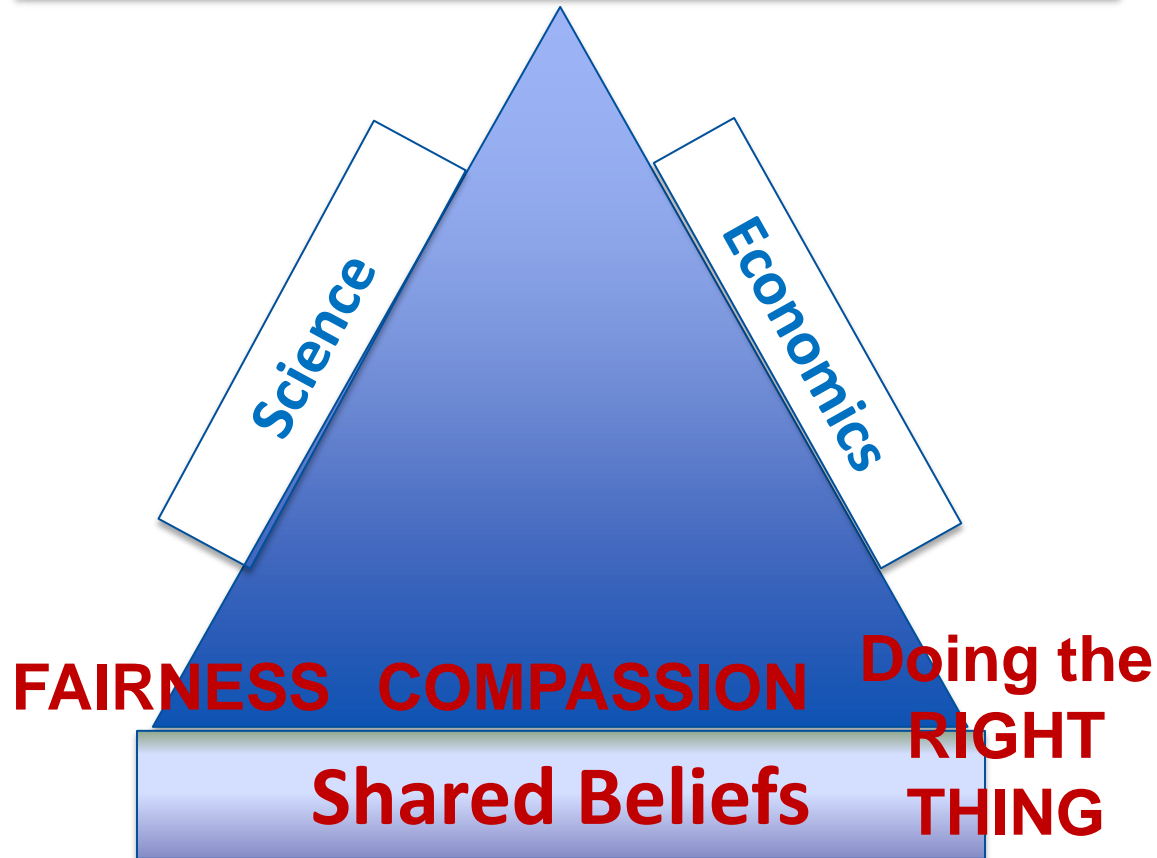 Science
Economics
FAIRNESS COMPASSION
Doing the
RIGHT
THING
Shared Beliefs